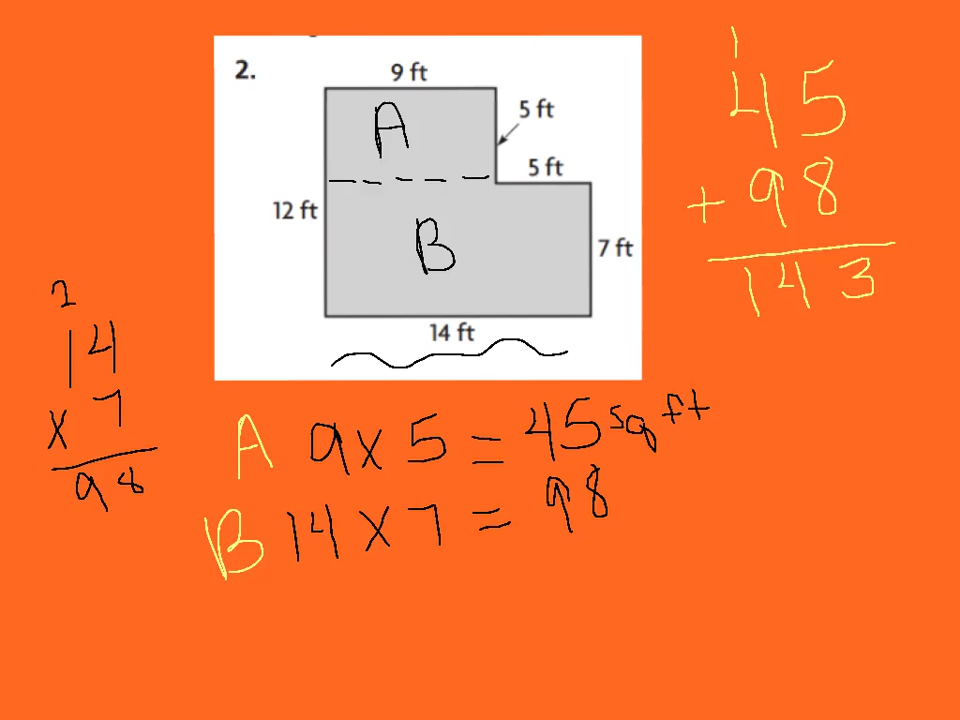 2.
9 ft
A
5 ft
5 ft
12 ft
B
7 ft
14 ft
1
45
+ 98
143
2
14
x 7
98
A 9 x 5 = 45 sq ft
B 14 x 7 = 98